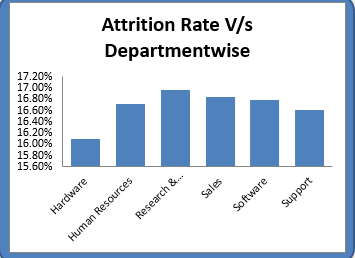 Attrition Rate V/s
Departmentwise
17.20%
17.00%
16.80%
16.60%
16.40%
16.20%
16.00%
15.80%
15.60%
Hardware
Human Resources
Research &...
Sales
Software
Support